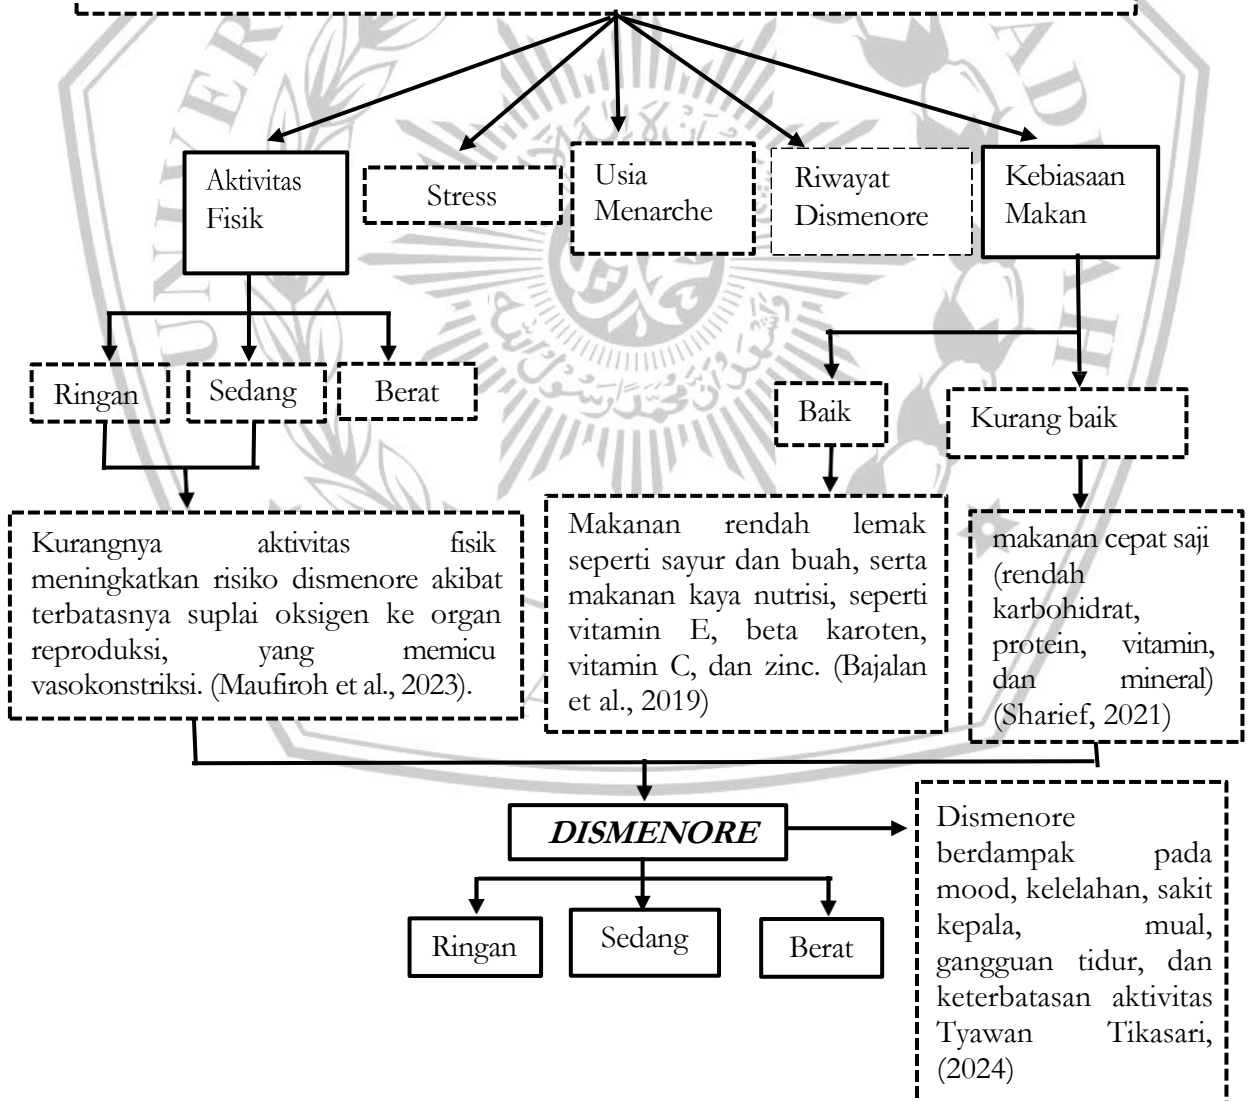 Aktivitas
Fisik
Stress
Usia
Menarche
Riwayat
Dismenore
Kebiasaan
Makan
Ringan
Sedang
Berat
Baik
Kurang baik
Kurangnya aktivitas fisik
meningkatkan risiko dismenore akibat
terbatasnya suplai oksigen ke organ
reproduksi, yang memicu
vasokonstriksi. (Maufiroh et al., 2023).
Makanan rendah lemak
seperti sayur dan buah, serta
makanan kaya nutrisi, seperti
vitamin E, beta karoten,
vitamin C, dan zinc. (Bajalan
et al., 2019)
makanan cepat saji
(rendah
karbohidrat,
protein, vitamin,
dan mineral)
(Sharief, 2021)
DISMENORE
Ringan
Sedang
Berat
Dismenore
berdampak pada
mood, kelelahan, sakit
kepala, mual,
gangguan tidur, dan
keterbatasan aktivitas
Tyawan Tikasari,
(2024)